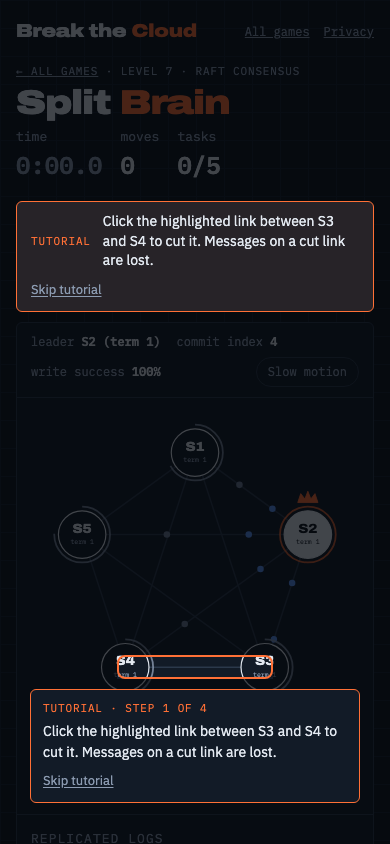 Break the Cloud
All games Privacy
← ALL GAMES · LEVEL 7 · RAFT CONSENSUS
Split Brain
time moves tasks
0:00.0 0 0/5
TUTORIAL
Click the highlighted link between S3
and S4 to cut it. Messages on a cut link
are lost.
Skip tutorial
leader S2 (term 1) commit index 4
write success 100% Slow motion
S1
term 1
S5
term 1
S2
term 1
S4
term 1
S3
TUTORIAL · STEP 1 OF 4
Click the highlighted link between S3 and S4 to
cut it. Messages on a cut link are lost.
Skip tutorial
REPLICATED LOGS